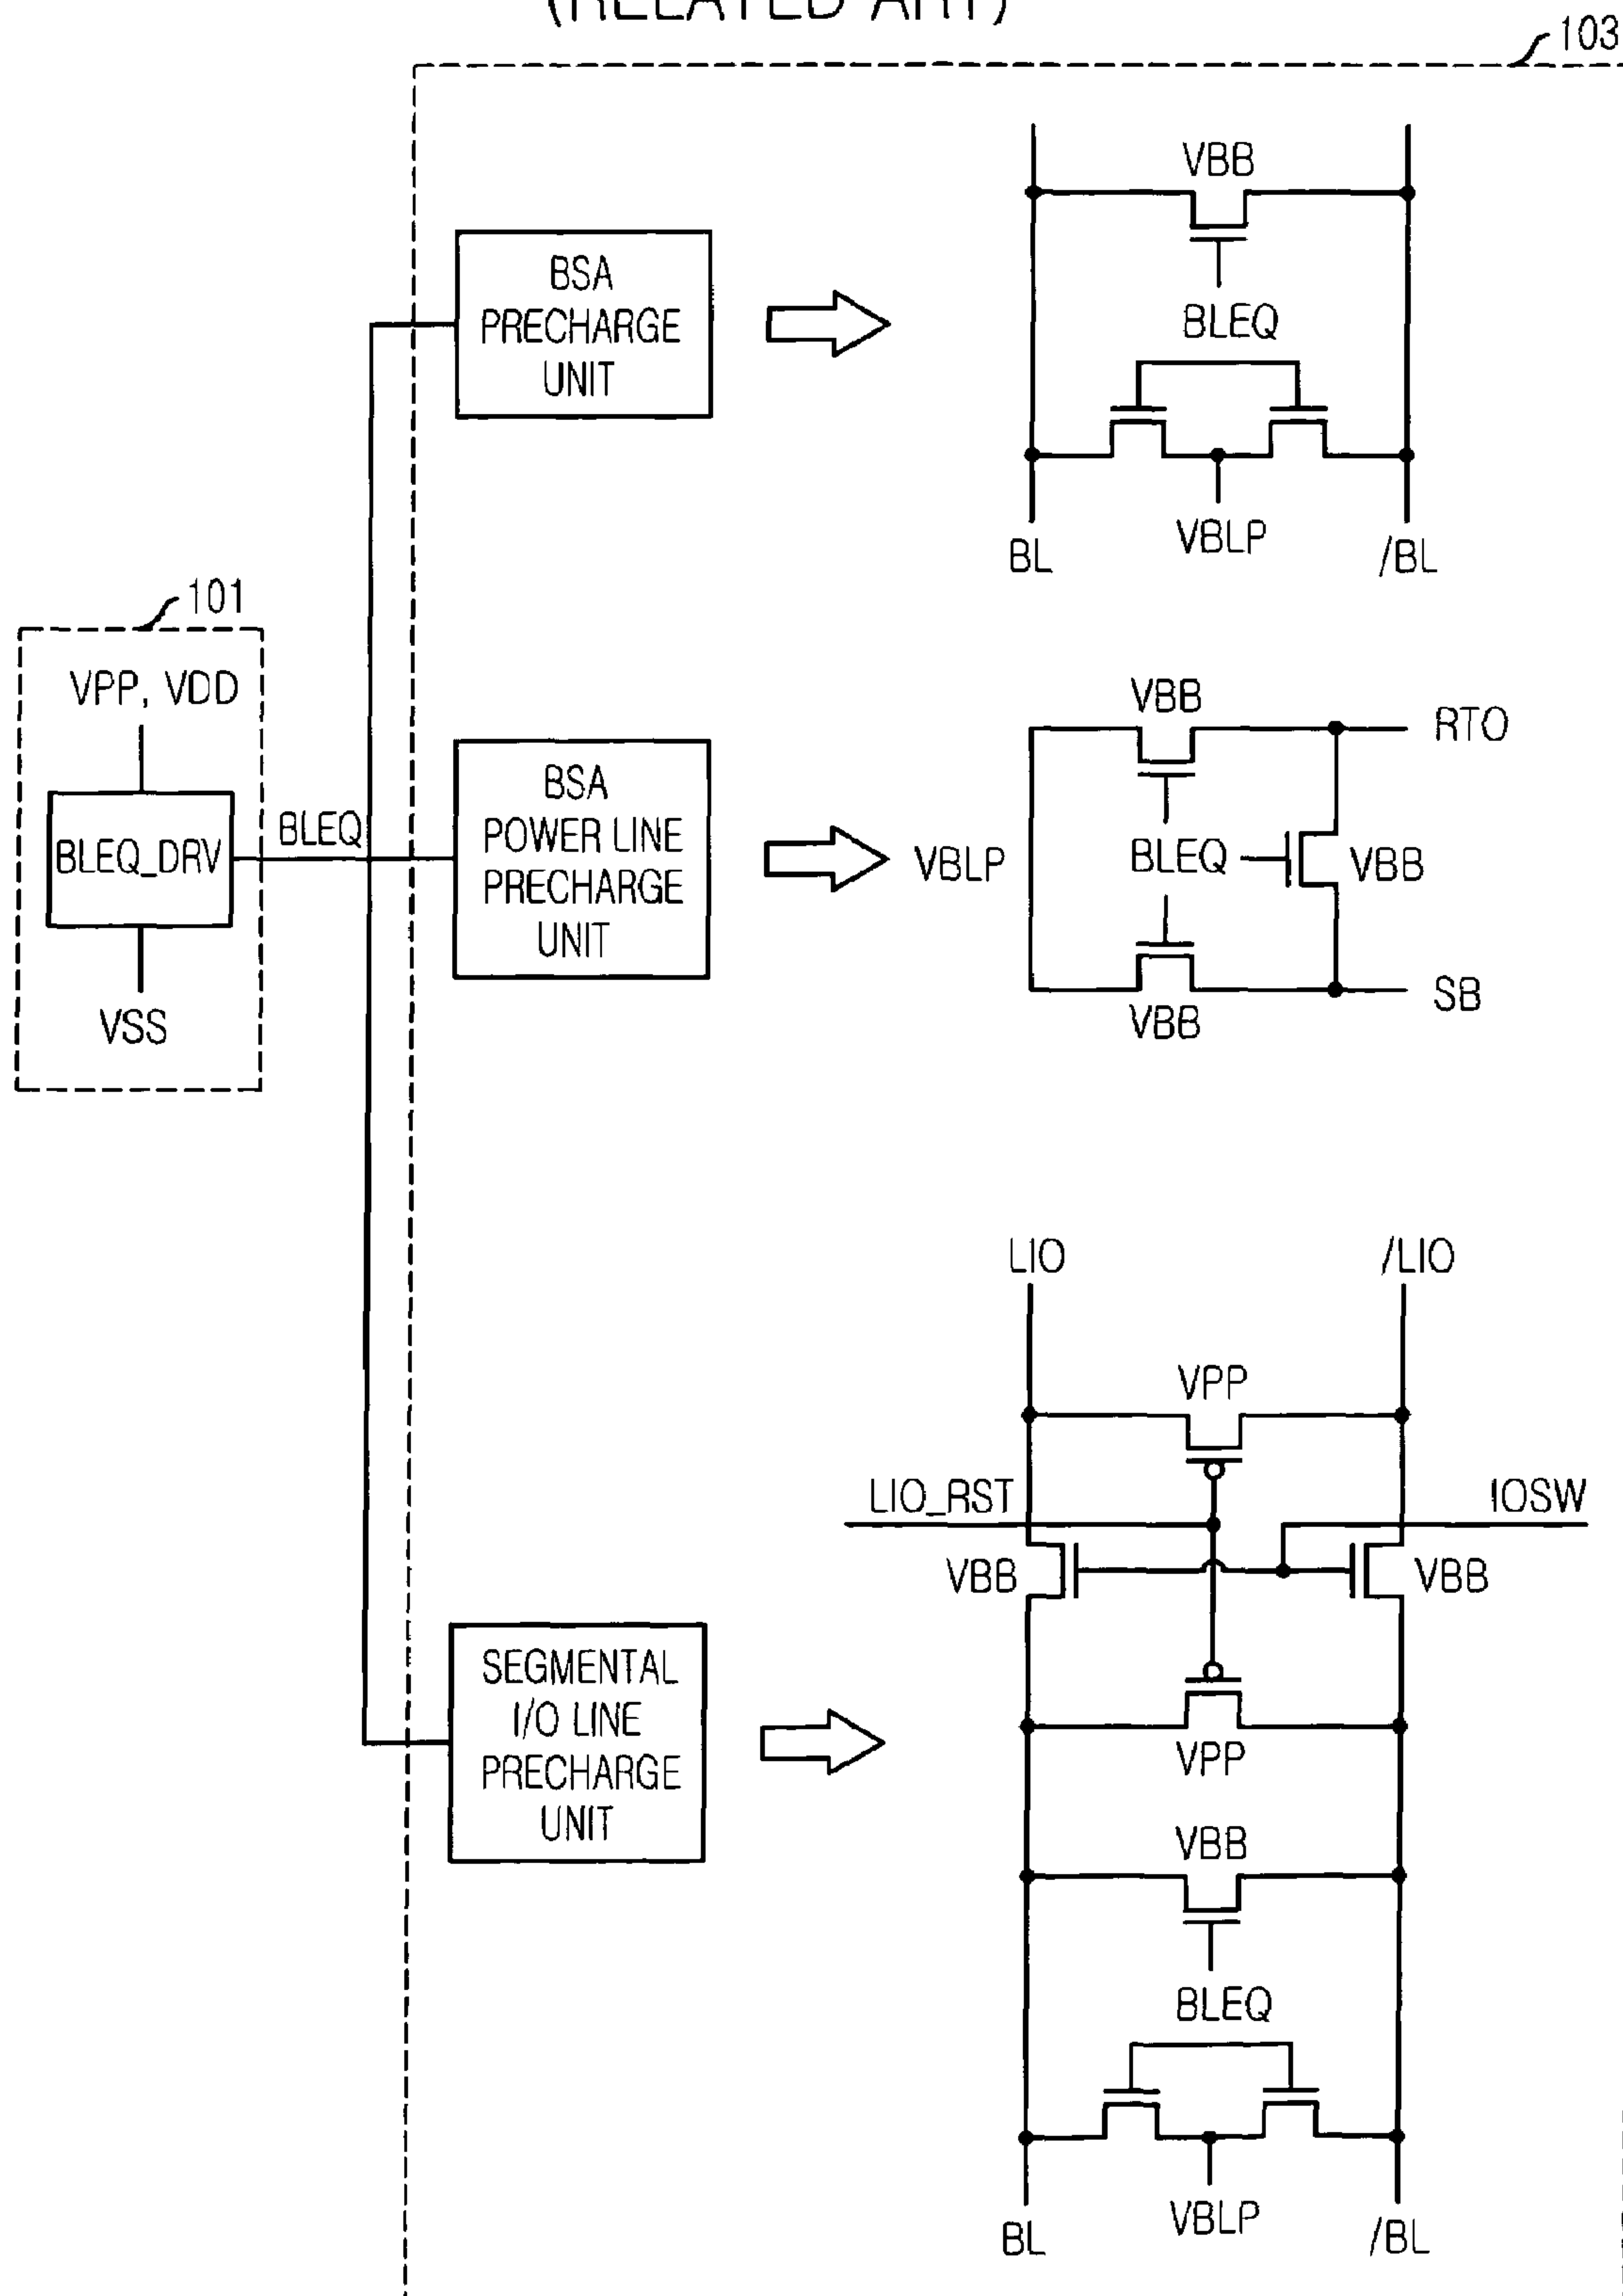 (RELATED ART)
103
VBB
BSA
PRECHARGE
UNIT
BLEQ
VBLP
BL
/BL
101
VPP, VDD
BLEQ_DRV
VSS
BLEQ
BSA
POWER LINE
PRECHARGE
UNIT
VBLP
VBB
RTO
BLEQ
VBB
SB
VBB
LIO
/LIO
VPP
LIO_RST
IOSW
VBB
VBB
SEGMENTAL
I/O LINE
PRECHARGE
UNIT
VPP
VBB
BLEQ
VBLP
BL
/BL